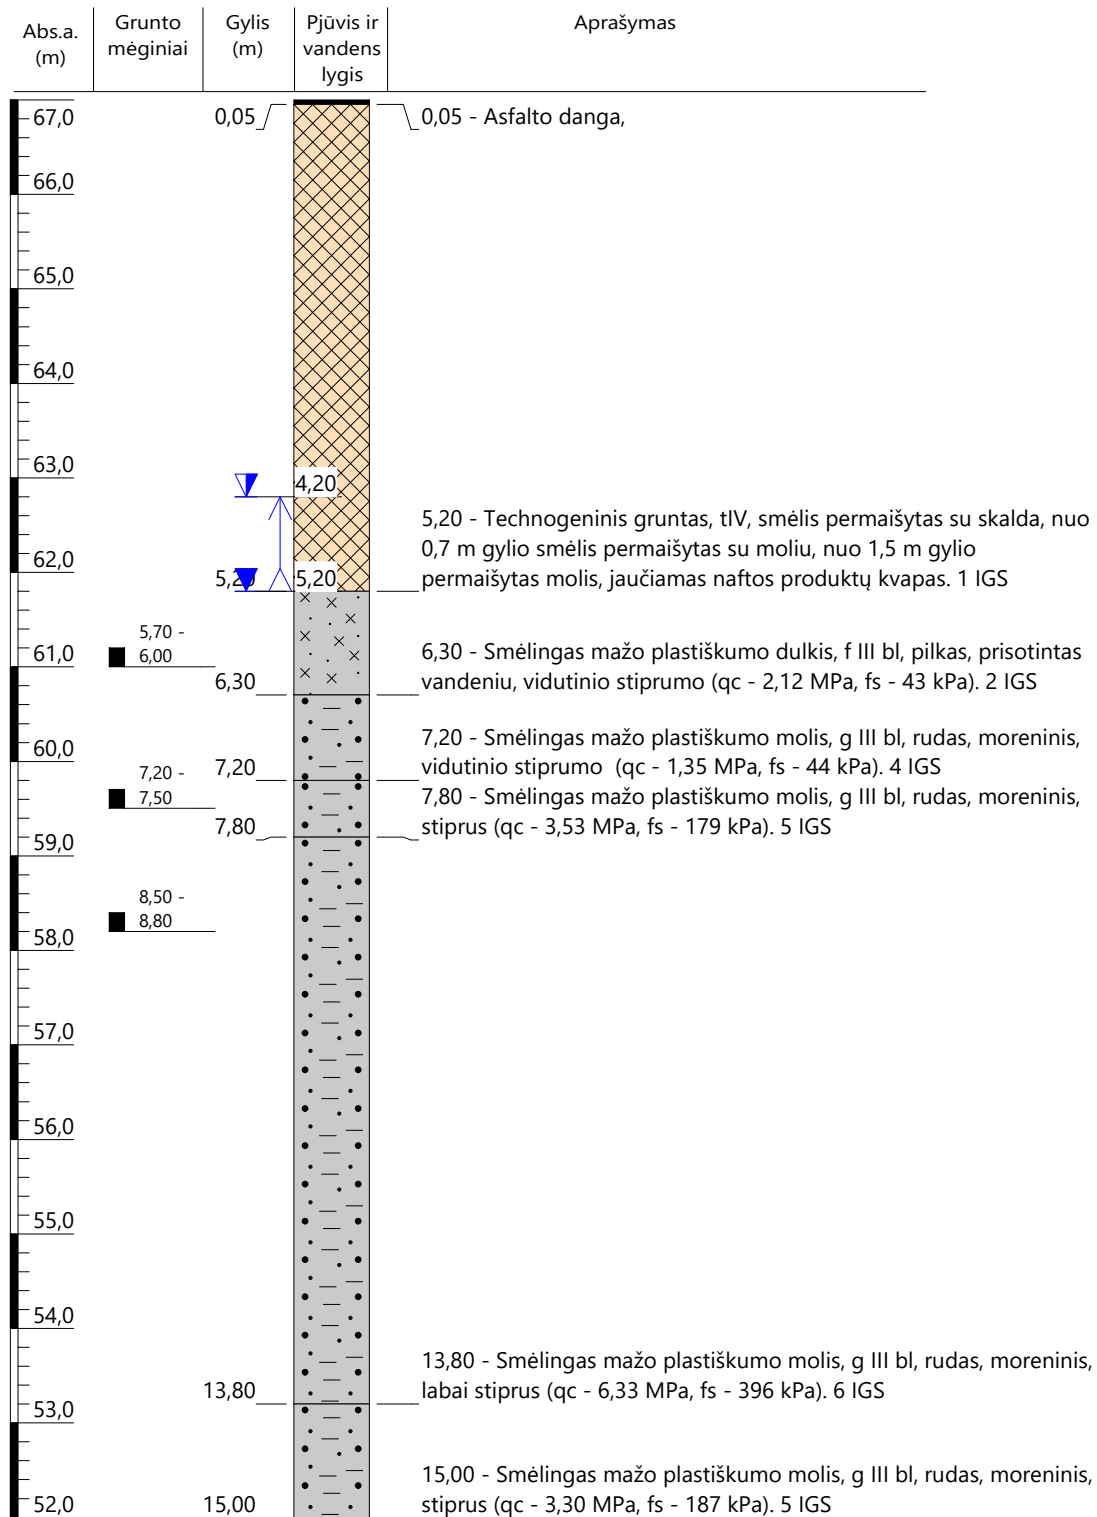 Abs.a.
(m)
Grunto
mėginiai
Gylis
(m)
Pjūvis ir
vandens
lygis
Aprašymas
67,0
0,05
0,05 - Asfalto danga,
66,0
65,0
64,0
63,0
4,20
62,0
5,20
5,20
5,20 - Technogeninis gruntas, tIV, smėlis permaišytas su skalda, nuo
0,7 m gylio smėlis permaišytas su moliu, nuo 1,5 m gylio
permaišytas molis, jaučiamas naftos produktų kvapas. 1 IGS
61,0
5,70 -
6,00
6,30
6,30 - Smėlingas mažo plastiškumo dulkis, f III bl, pilkas, prisotintas
vandeniu, vidutinio stiprumo (qc - 2,12 MPa, fs - 43 kPa). 2 IGS
60,0
7,20
7,20 - Smėlingas mažo plastiškumo molis, g III bl, rudas, moreninis,
vidutinio stiprumo  (qc - 1,35 MPa, fs - 44 kPa). 4 IGS
7,20 -
7,50
7,80
7,80 - Smėlingas mažo plastiškumo molis, g III bl, rudas, moreninis,
stiprus (qc - 3,53 MPa, fs - 179 kPa). 5 IGS
59,0
8,50 -
8,80
58,0
57,0
56,0
55,0
54,0
13,80
13,80 - Smėlingas mažo plastiškumo molis, g III bl, rudas, moreninis,
labai stiprus (qc - 6,33 MPa, fs - 396 kPa). 6 IGS
53,0
52,0
15,00
15,00 - Smėlingas mažo plastiškumo molis, g III bl, rudas, moreninis,
stiprus (qc - 3,30 MPa, fs - 187 kPa). 5 IGS